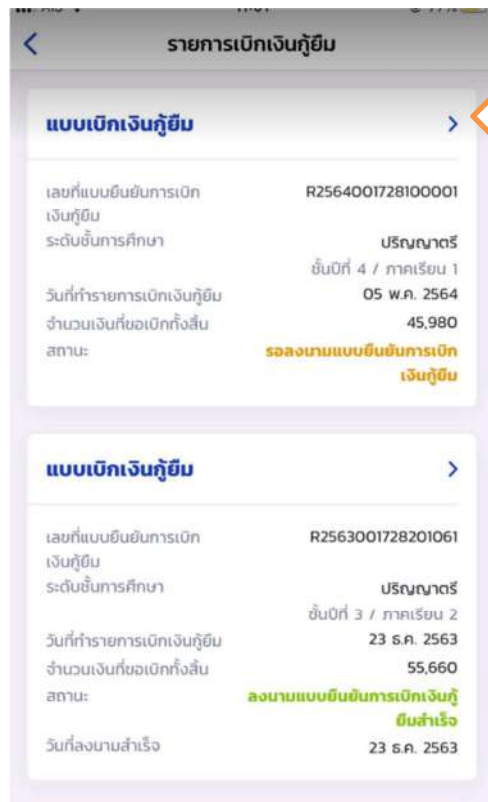 รายการเบิกเงินกู้ยืม
แบบเบิกเงินกู้ยืม
เลขที่แบบยืนยันการเบิก R2564001728100001
เงินกู้ยืม
ระดับชั้นการศึกษา ปริญญาตรี
ชั้นปีที่ 4 / ภาคเรียน 1
วันที่ทำรายการเบิกเงินกู้ยืม 05 พ.ค. 2564
จำนวนเงินที่ขอเบิกทั้งสิ้น 45,980
สถานะ: รอลงนามแบบยืนยันการเบิก
เงินกู้ยืม
แบบเบิกเงินกู้ยืม
เลขที่แบบยืนยันการเบิก R2563001728201061
เงินกู้ยืม
ระดับชั้นการศึกษา ปริญญาตรี
ชั้นปีที่ 3 / ภาคเรียน 2
วันที่ทำรายการเบิกเงินกู้ยืม 23 ธ.ค. 2563
จำนวนเงินที่ขอเบิกทั้งสิ้น 55,660
สถานะ: ลงนามแบบยืนยันการเบิกเงินกู้
ยืมสำเร็จ
วันที่ลงนามสำเร็จ 23 ธ.ค. 2563